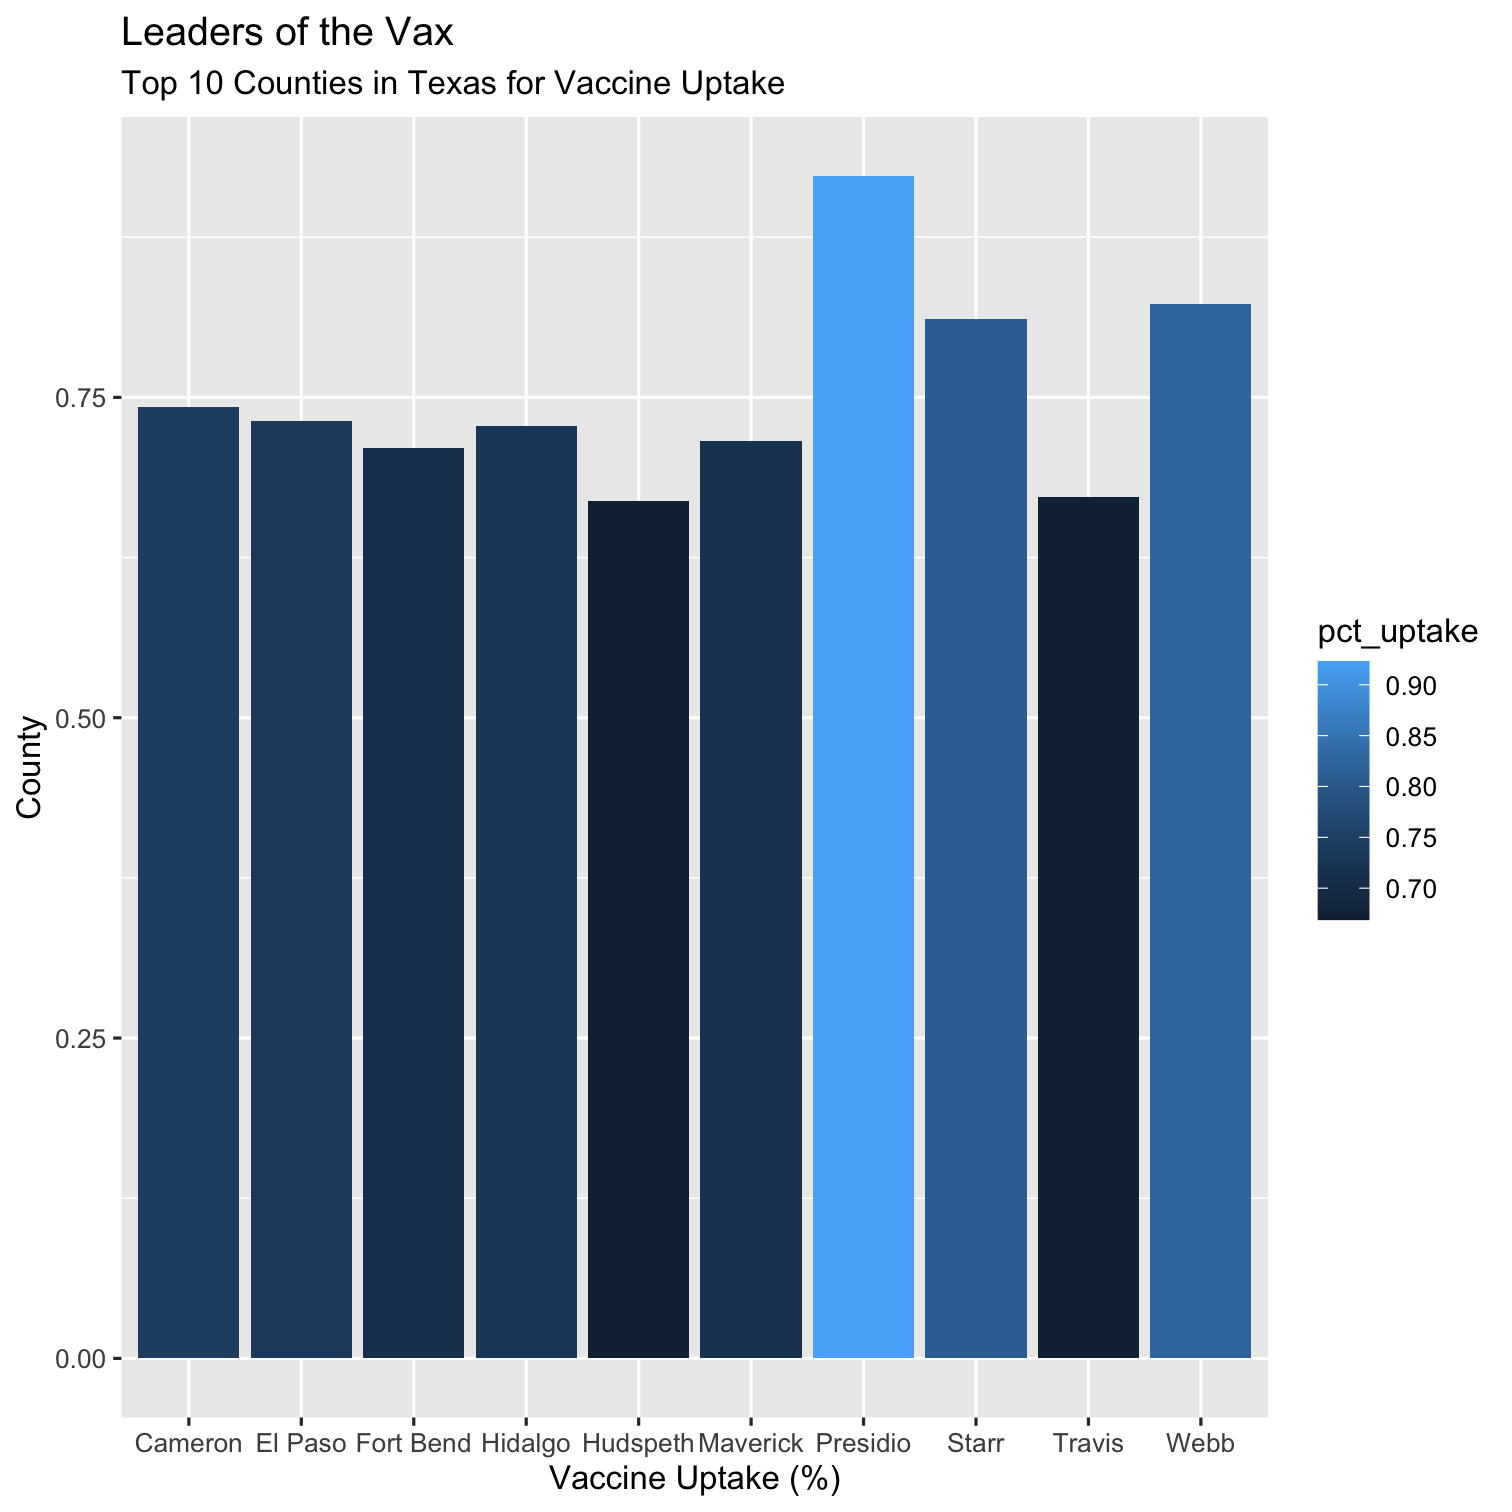 Leaders of the Vax
Top 10 Counties in Texas for Vaccine Uptake
County
0.75
0.50
0.25
0.00
Cameron El Paso Fort Bend Hidalgo Hudspeth Maverick Presidio Starr Travis Webb
Vaccine Uptake (%)
pct_uptake
0.90
0.85
0.80
0.75
0.70